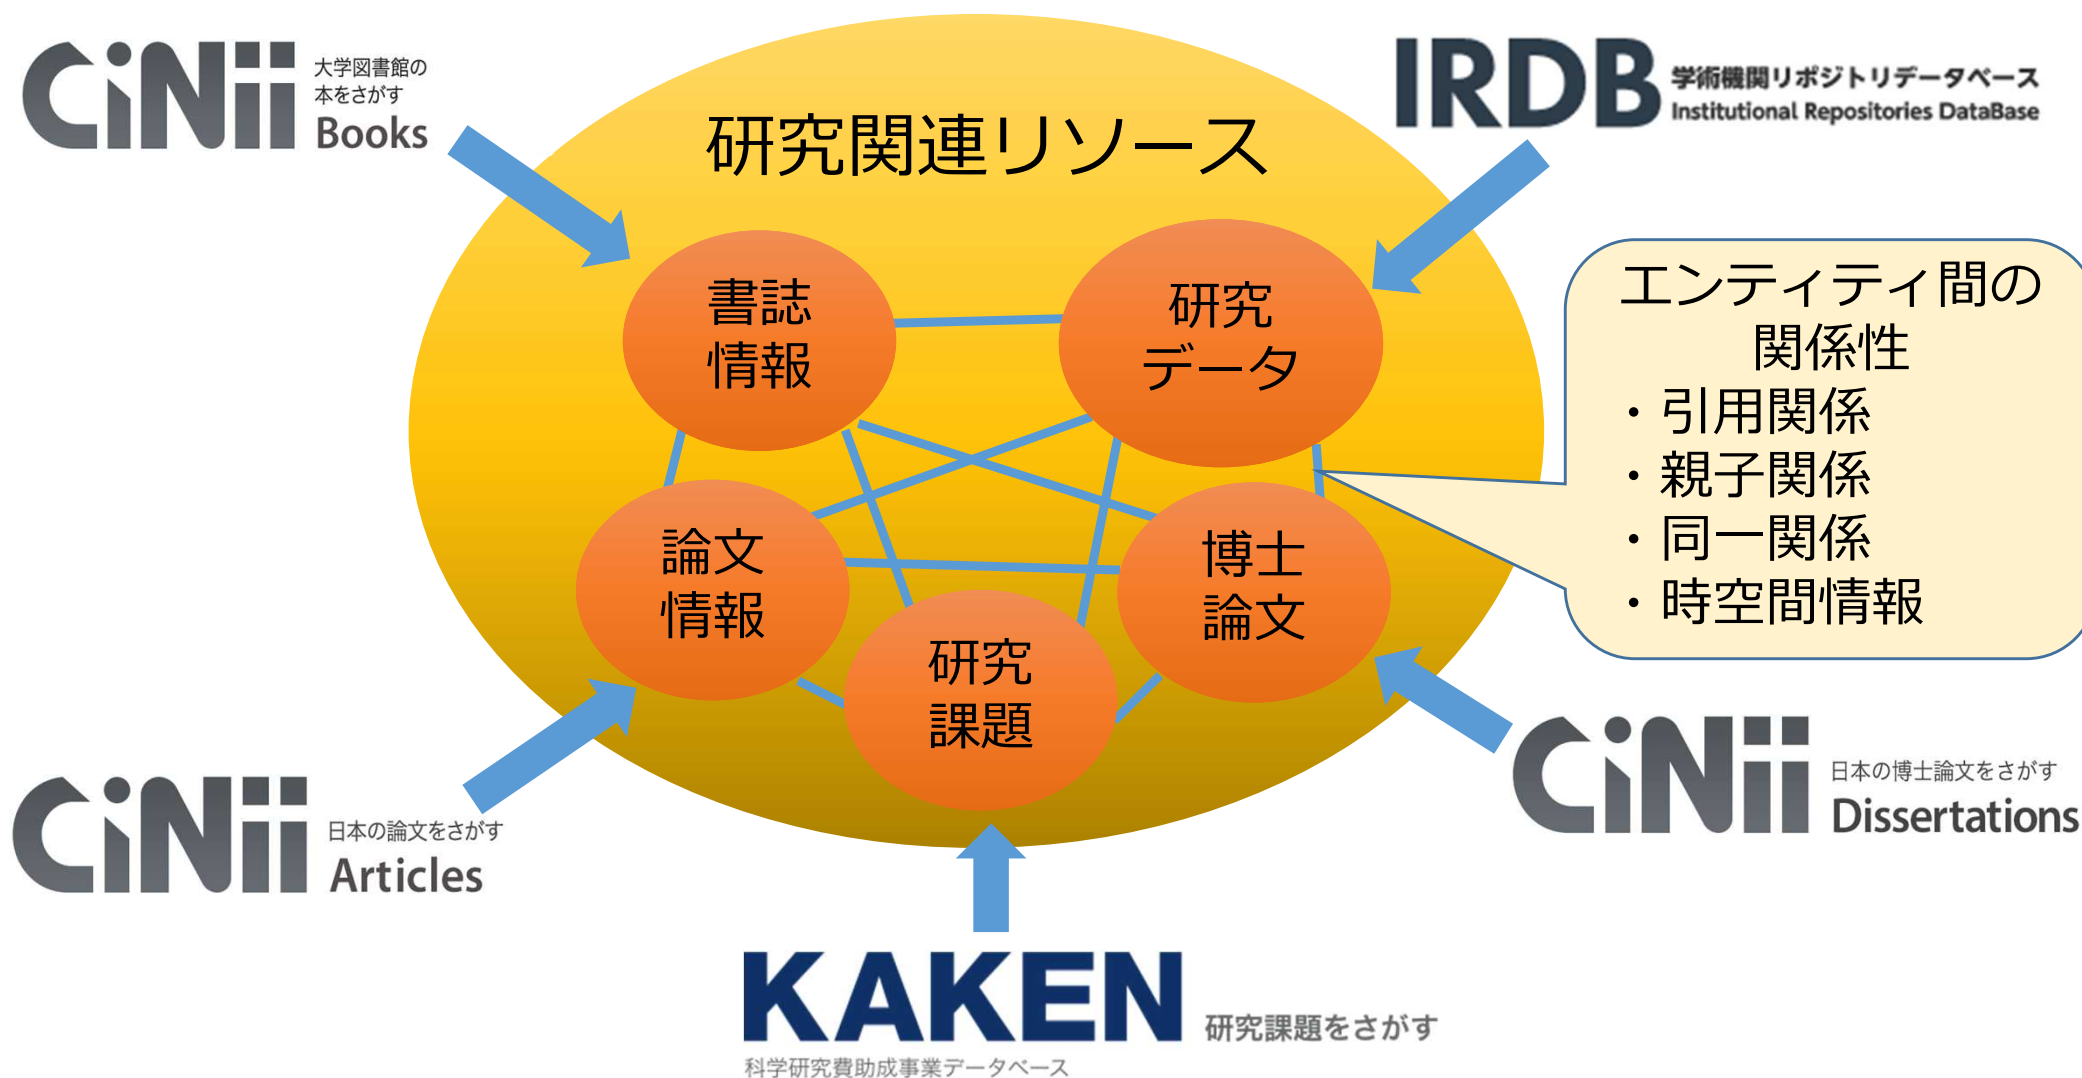 CiNii
大学図書館の
本をさがす
Books
IRDB
学術機関リポジトリデータベース
Institutional Repositories DataBase
研究関連リソース
書誌
情報
研究
データ
エンティティ間の
関係性
・引用関係
・親子関係
・同一関係
・時空間情報
論文
情報
博士
論文
研究
課題
CiNii
日本の論文をさがす
Articles
CiNii
日本の博士論文をさがす
Dissertations
KAKEN
研究課題をさがす
科学研究費助成事業データベース